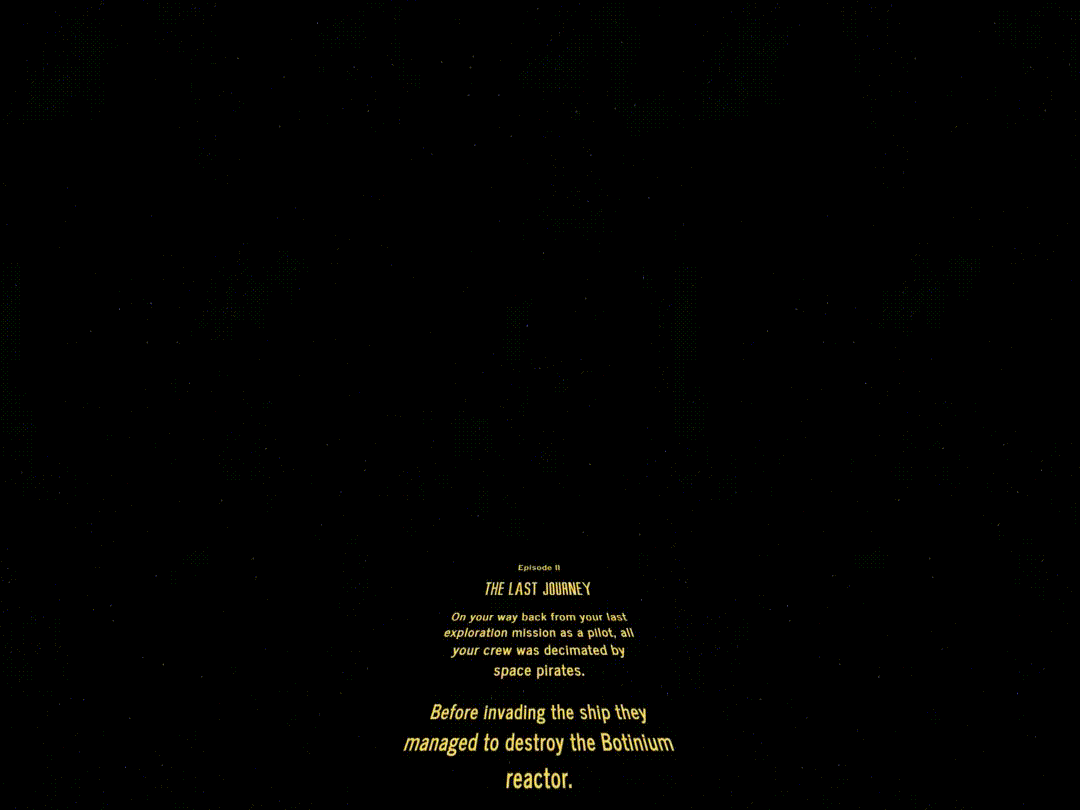 Episode II
THE LAST JOURNEY
On your way back from your last
exploration mission as a pilot, all
your crew was decimated by
space pirates.
Before invading the ship they
managed to destroy the Botinium
reactor.